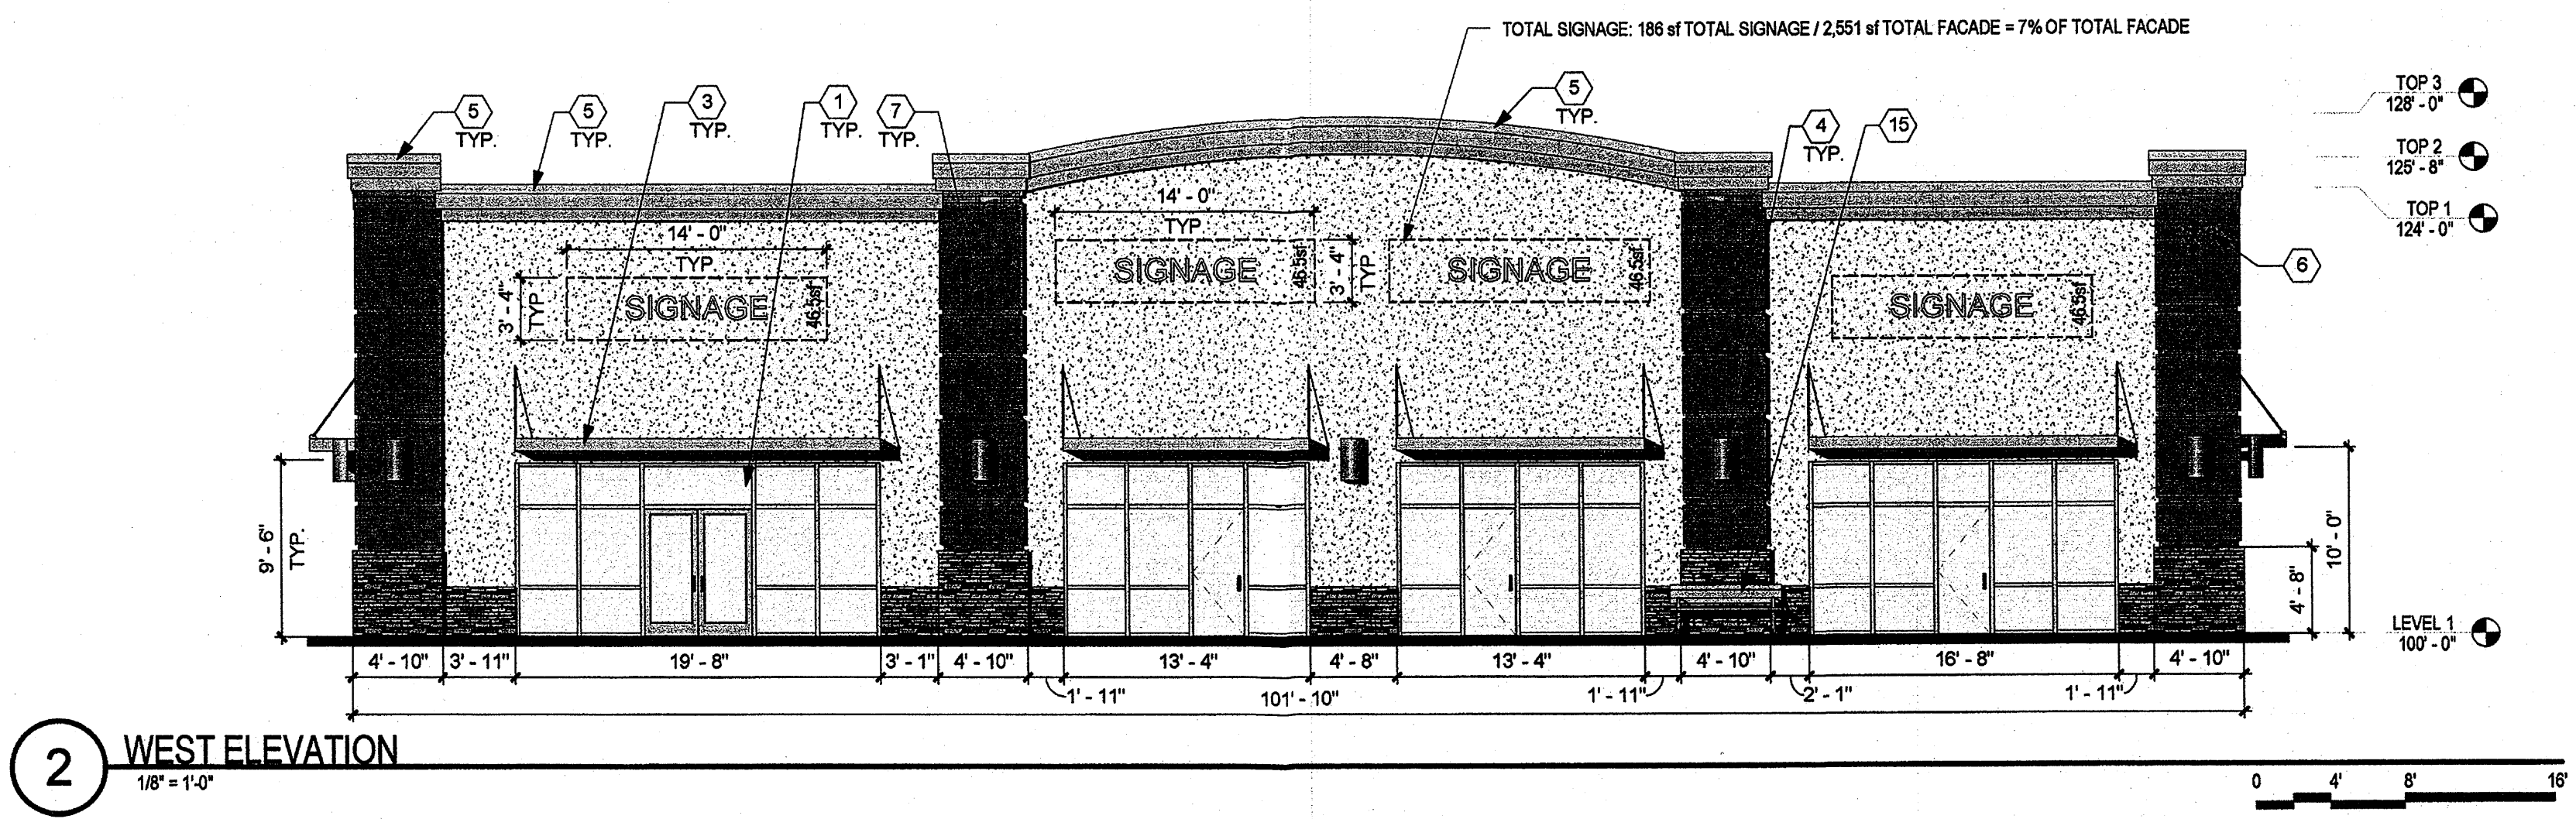 TOTAL SIGNAGE: 186 sf TOTAL SIGNAGE / 2,551 sf TOTAL FACADE = 7% OF TOTAL FACADE
5
TYP.
5
TYP.
3
TYP.
1
TYP.
7
TYP.
5
TYP.
4
TYP.
15
TOP 3
128' - 0"
TOP 2
125' - 8"
TOP 1
124' - 0"
6
14' - 0"
TYP
3' - 4"
TYP
SIGNAGE
46.5sf
14' - 0"
TYP
SIGNAGE
46.5sf
3' - 4"
TYP
SIGNAGE
46.5sf
SIGNAGE
46.5sf
9' - 6"
TYP.
10' - 0"
4' - 8"
LEVEL 1
100' - 0"
4' - 10" 3' - 11" 19' - 8" 3' - 1" 4' - 10" 13' - 4" 4' - 8" 13' - 4" 4' - 10" 16' - 8" 4' - 10"
1' - 11" 101' - 10" 1' - 11" 2' - 1" 1' - 11"
2
WEST ELEVATION
1/8" = 1'-0"
0 4' 8' 16'